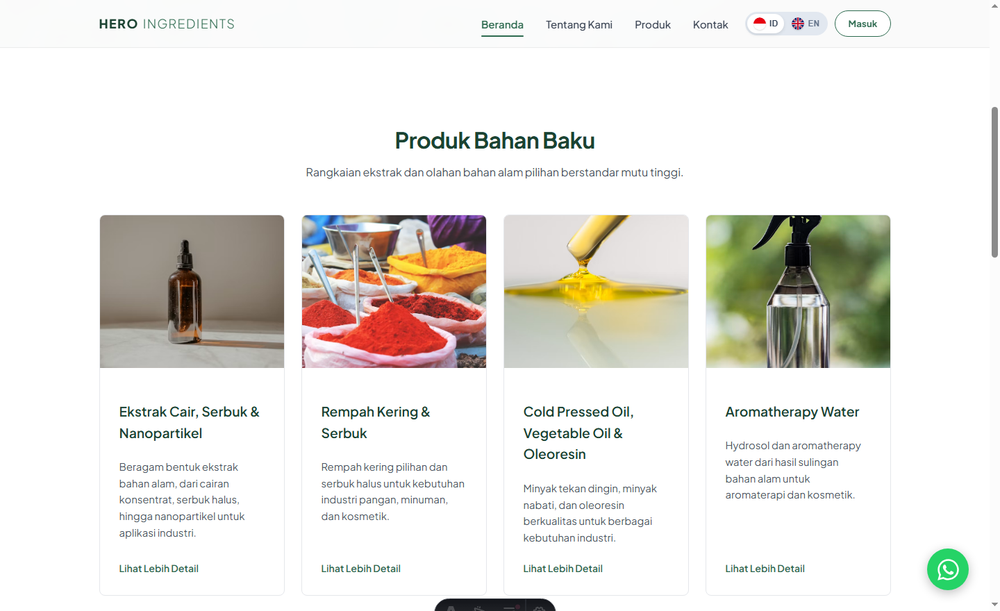 HERO INGREDIENTS
Beranda
Tentang Kami
Produk
Kontak
ID
EN
Masuk
Produk Bahan Baku
Rangkaian ekstrak dan olahan bahan alam pilihan berstandar mutu tinggi.
Ekstrak Cair, Serbuk &
Nanopartikel
Beragam bentuk ekstrak
bahan alam, dari cairan
konsentrat, serbuk halus,
hingga nanopartikel untuk
aplikasi industri.
Lihat Lebih Detail
Rempah Kering &
Serbuk
Rempah kering pilihan dan
serbuk halus untuk kebutuhan
industri pangan, minuman,
dan kosmetik.
Lihat Lebih Detail
Cold Pressed Oil,
Vegetable Oil &
Oleoresin
Minyak tekan dingin, minyak
nabati, dan oleoresin
berkualitas untuk berbagai
kebutuhan industri.
Lihat Lebih Detail
Aromatherapy Water
Hydrosol dan aromatherapy
water dari hasil sulingan
bahan alam untuk
aromaterapi dan kosmetik.
Lihat Lebih Detail